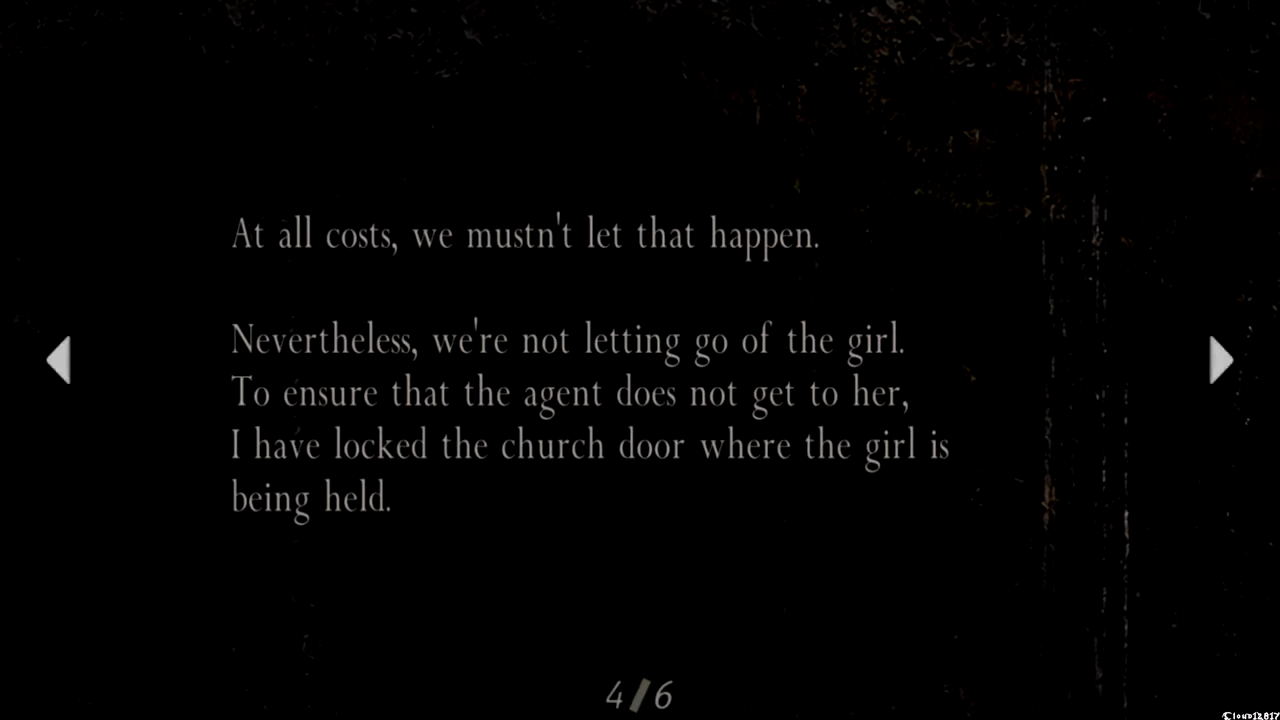 At all costs, we mustn't let that happen.
Nevertheless, we're not letting go of the girl.
To ensure that the agent does not get to her,
I have locked the church door where the girl is
being held.
4/6